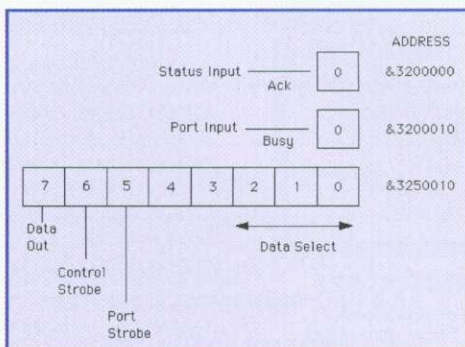 ADDRESS
Status Input 0 &3200000
Ack
Port Input 0 &3200010
Busy
7 6 5 4 3 2 1 0 &3250010
Data Out
Data Select
Control Strobe
Port Strobe